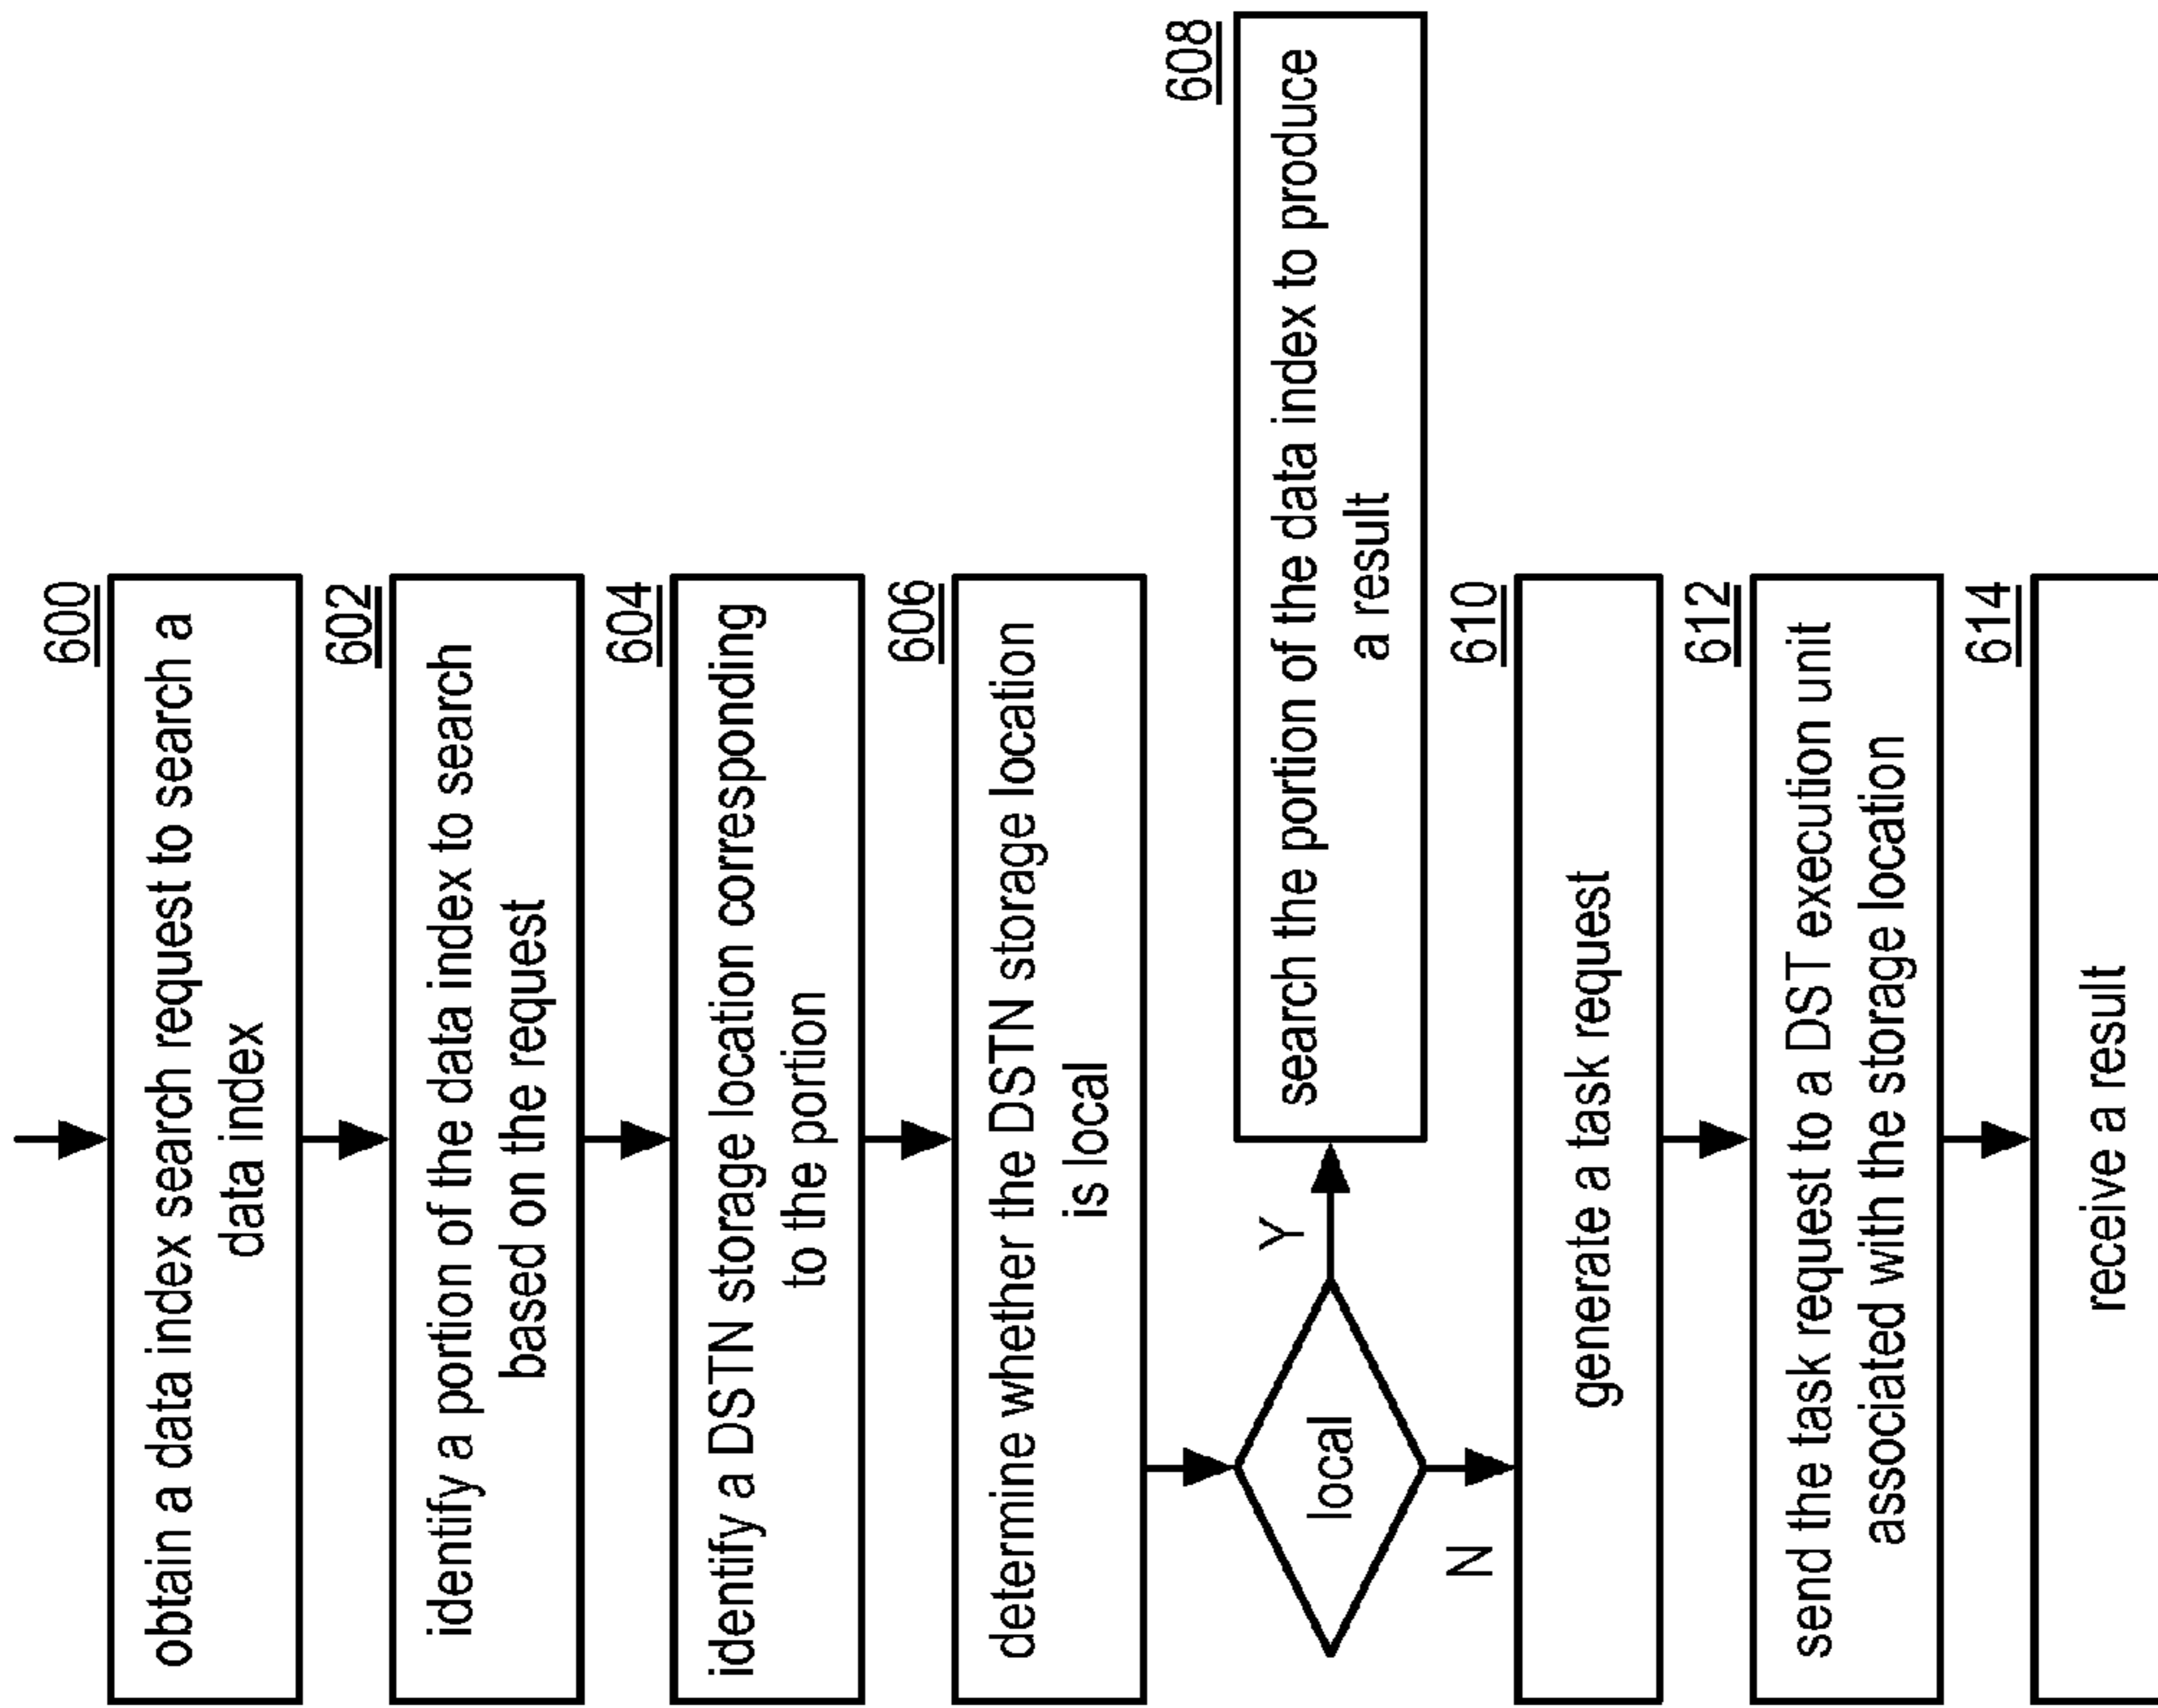 600
obtain a data index search request to search a
data index
602
identify a portion of the data index to search
based on the request
604
identify a DSTN storage location corresponding
to the portion
606
determine whether the DSTN storage location
is local
local
Y
N
608
search the portion of the data index to produce
a result
610
generate a task request
612
send the task request to a DST execution unit
associated with the storage location
614
receive a result